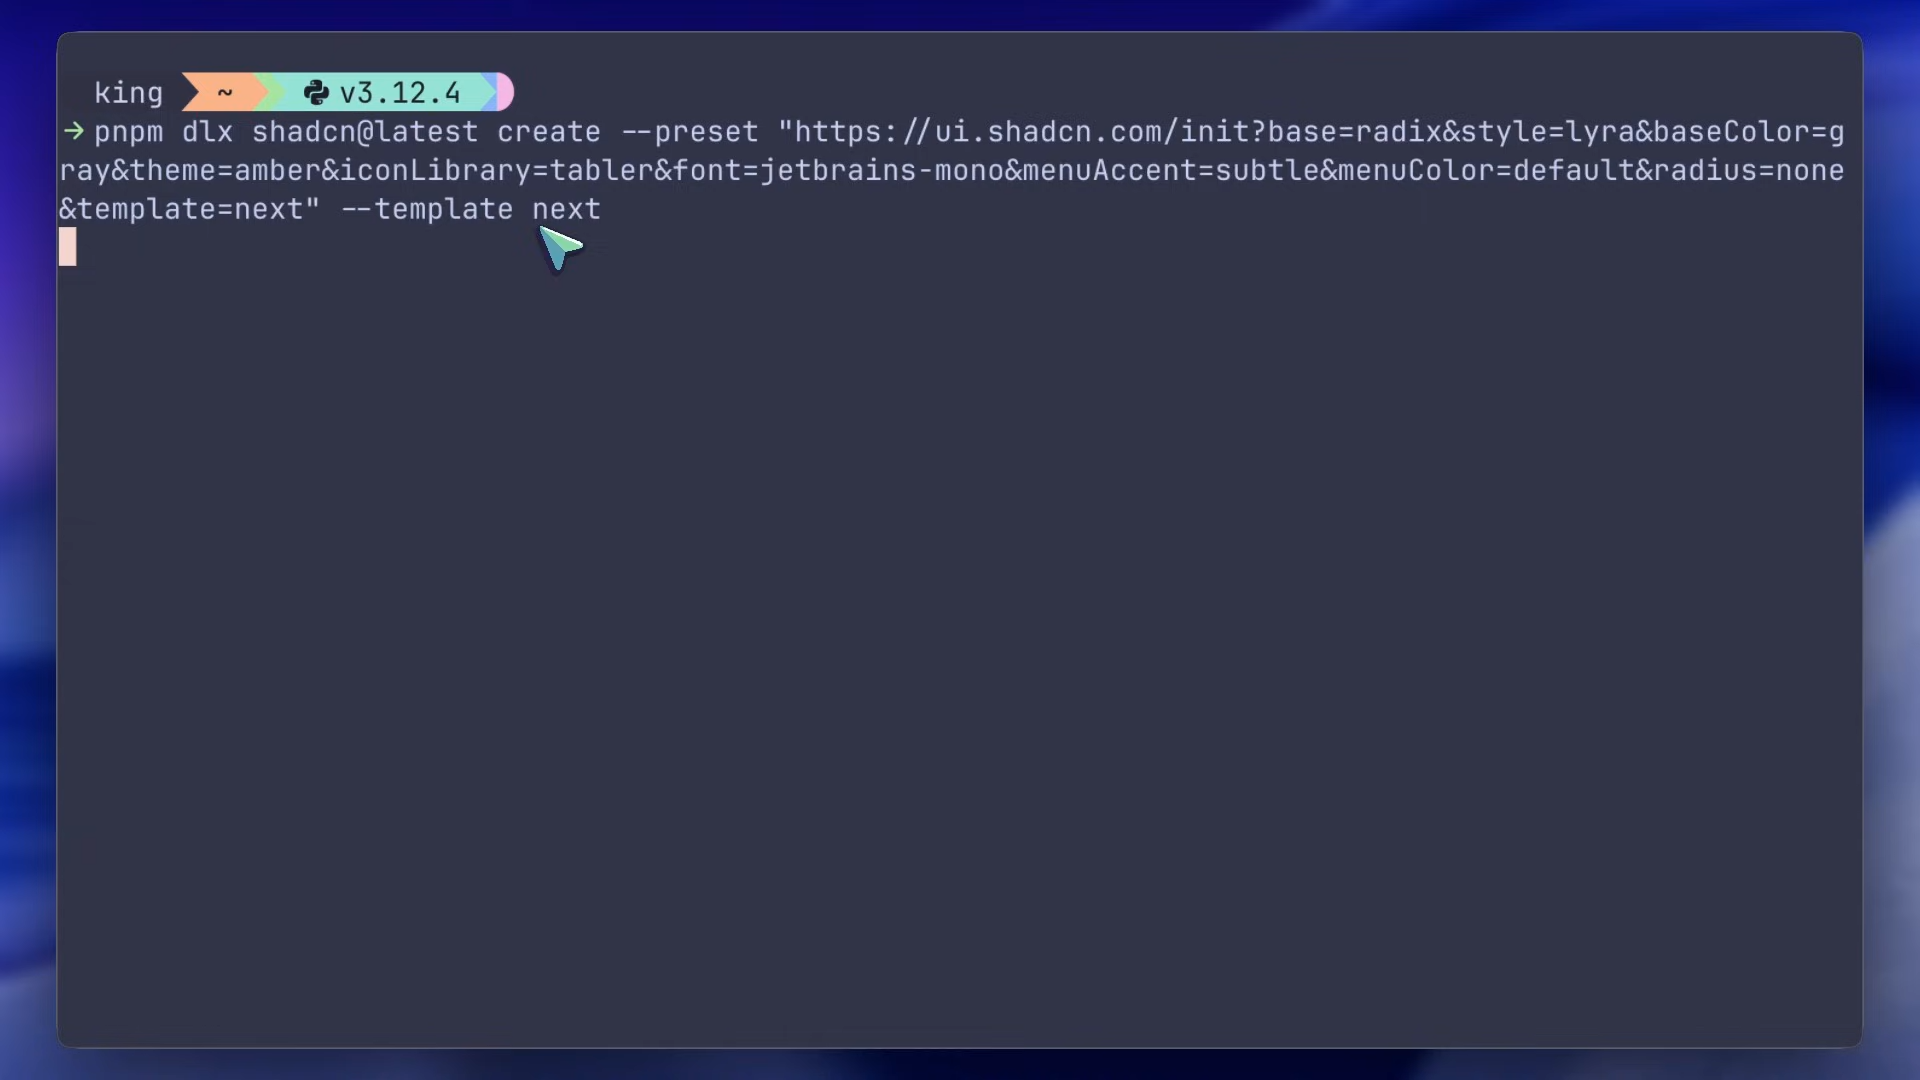 king ~ v3.12.4
→ pnpm dlx shadcn@latest create --preset "https://ui.shadcn.com/init?base=radix&style=lyra&baseColor=g
ray&theme=amber&iconLibrary=tabler&font=jetbrains-mono&menuAccent=subtle&menuColor=default&radius=none
&template=next" --template next